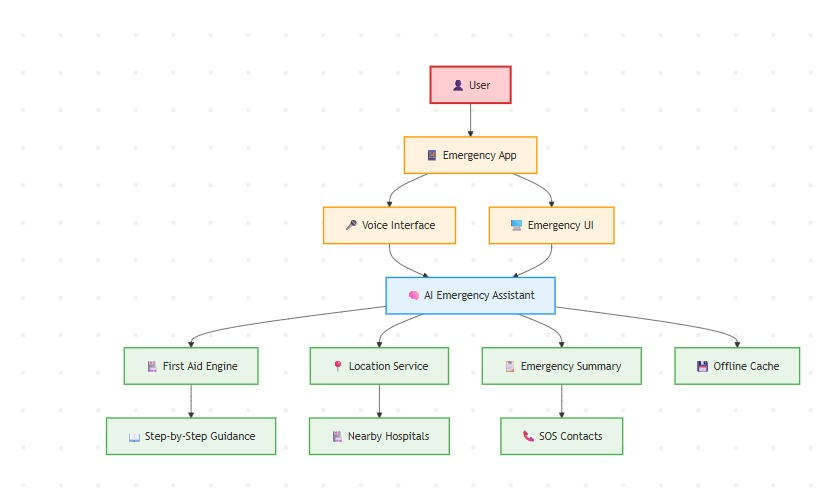 User
Emergency App
Voice Interface
Emergency UI
AI Emergency Assistant
First Aid Engine
Location Service
Emergency Summary
Offline Cache
Step-by-Step Guidance
Nearby Hospitals
SOS Contacts